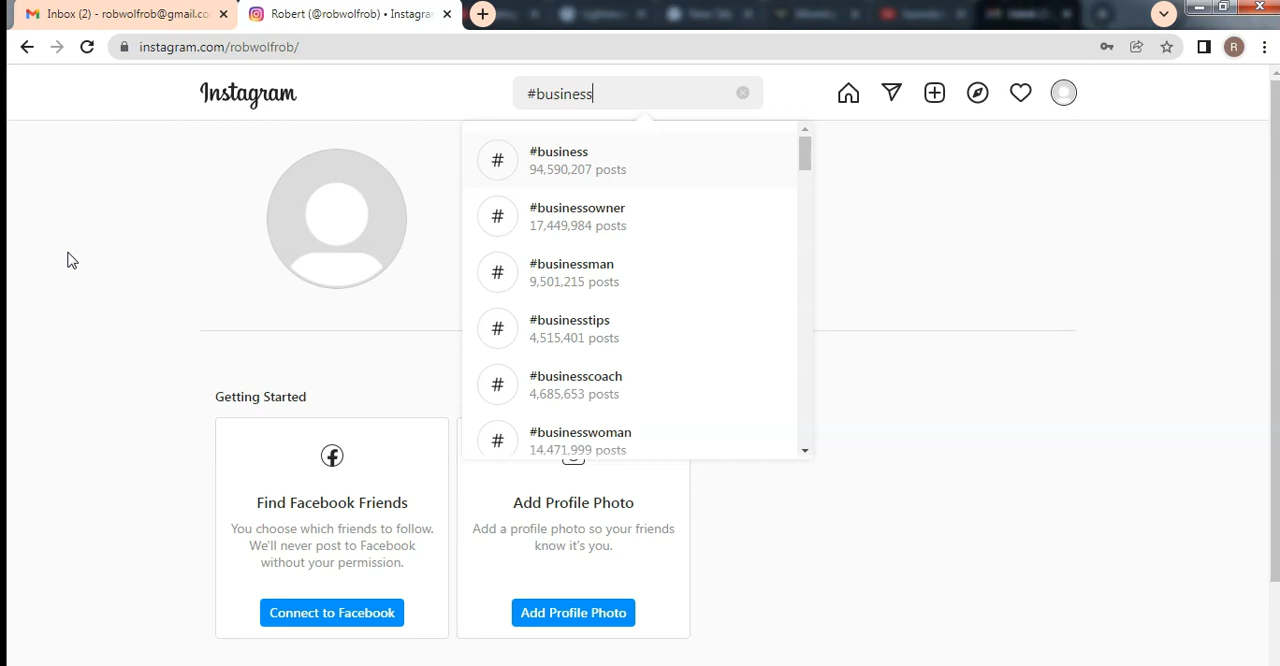 Inbox (2) - robwolfrob@gmail.co
Robert (@robwolfrob) • Instagra
instagram.com/robwolfrob/
R
Instagram
#business
#
#business
94,590,207 posts
#
#businessowner
17,449,984 posts
#
#businessman
9,501,215 posts
#
#businesstips
4,515,401 posts
#
#businesscoach
4,685,653 posts
#
#businesswoman
14,471,999 posts
Getting Started
Find Facebook Friends
You choose which friends to follow.
We'll never post to Facebook
without your permission.
Connect to Facebook
Add Profile Photo
Add a profile photo so your friends
know it's you.
Add Profile Photo